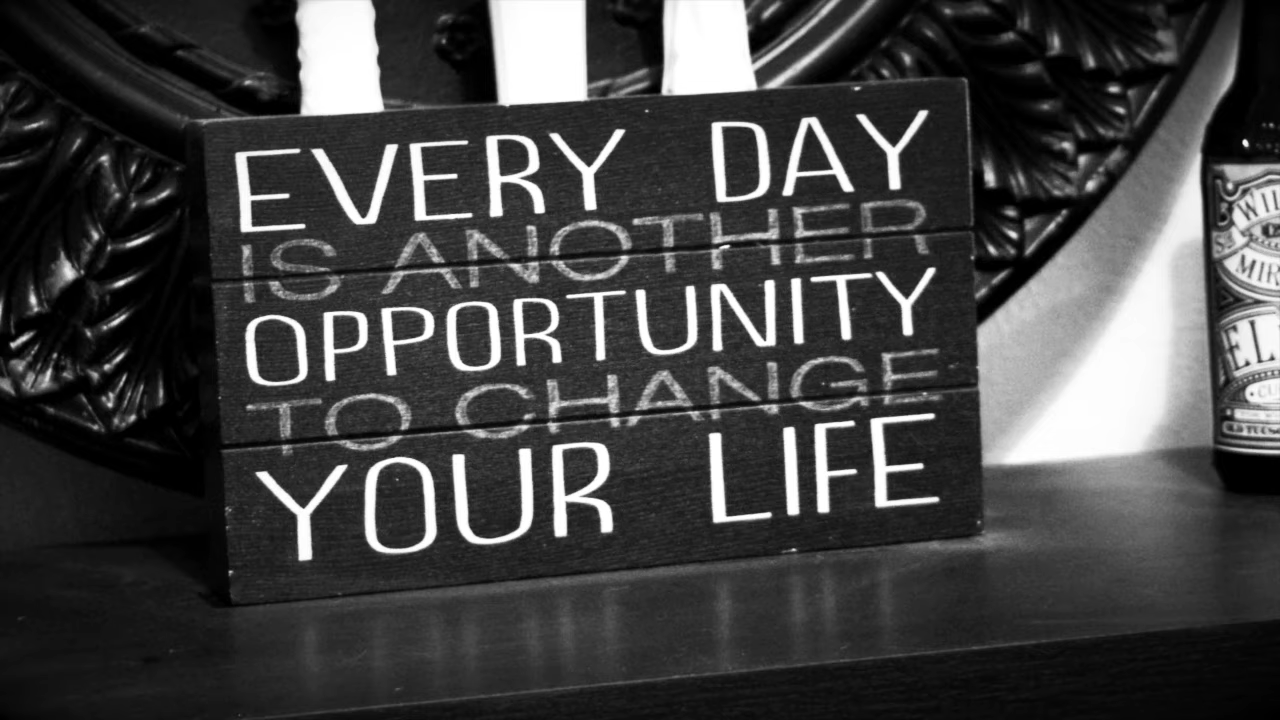 EVERY DAY
IS ANOTHER
OPPORTUNITY
TO CHANGE
YOUR LIFE